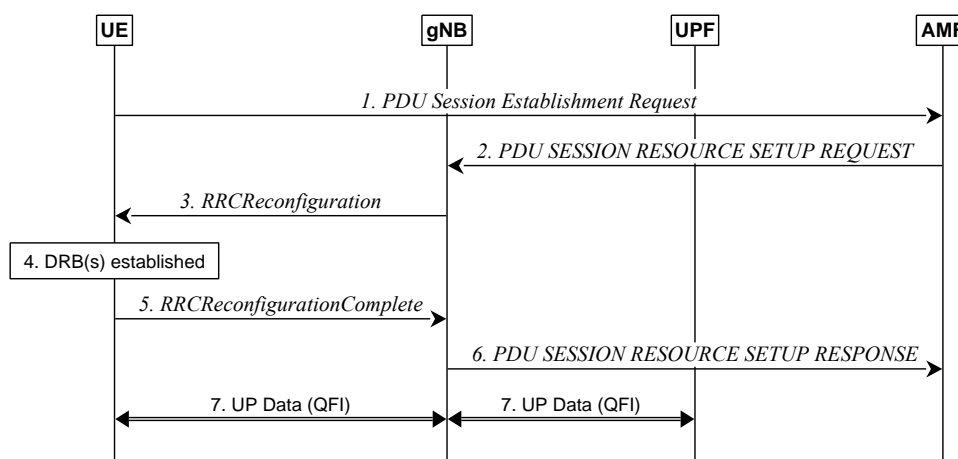 UE
gNB
UPF
AMF
1. PDU Session Establishment Request
2. PDU SESSION RESOURCE SETUP REQUEST
3. RRCReconfiguration
4. DRB(s) established
5. RRCReconfigurationComplete
6. PDU SESSION RESOURCE SETUP RESPONSE
7. UP Data (QFI)
7. UP Data (QFI)